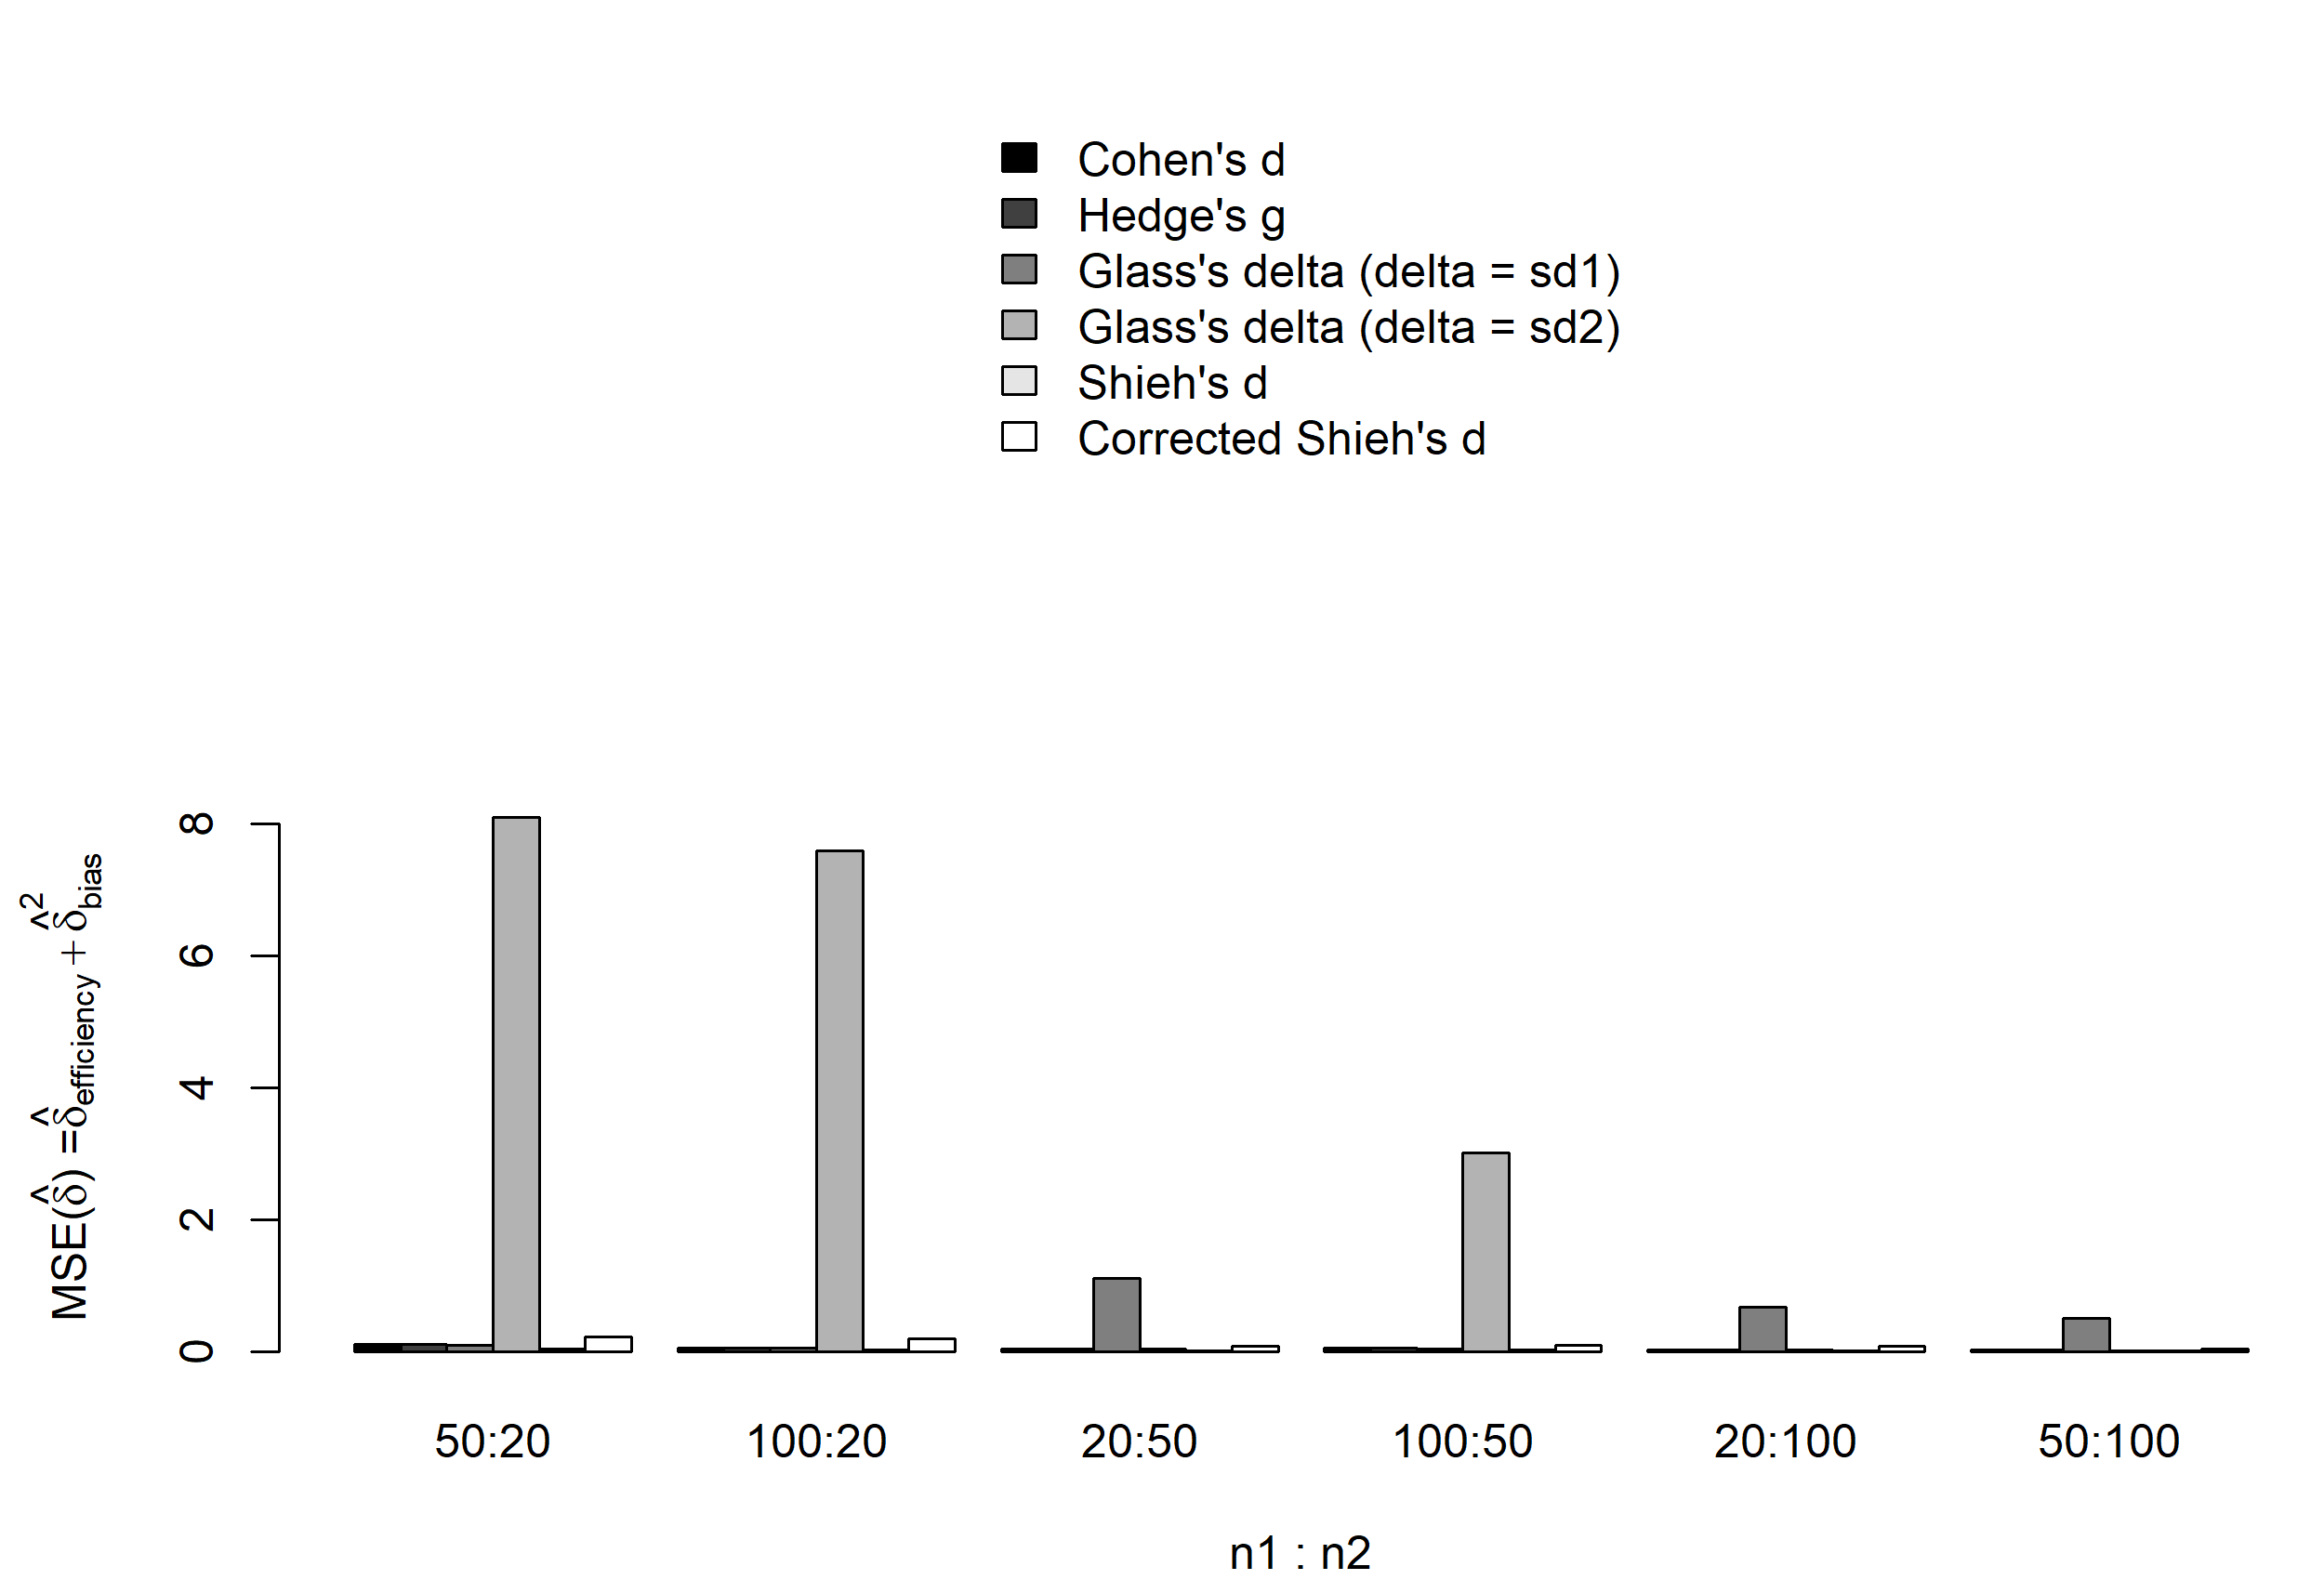 Cohen's d
Hedge's g
Glass's delta (delta = sd1)
Glass's delta (delta = sd2)
Shieh's d
Corrected Shieh's d
MSE(δ̂) = δ̂efficiency + δ̂²bias
8
6
4
2
0
50:20
100:20
20:50
100:50
20:100
50:100
n1 : n2